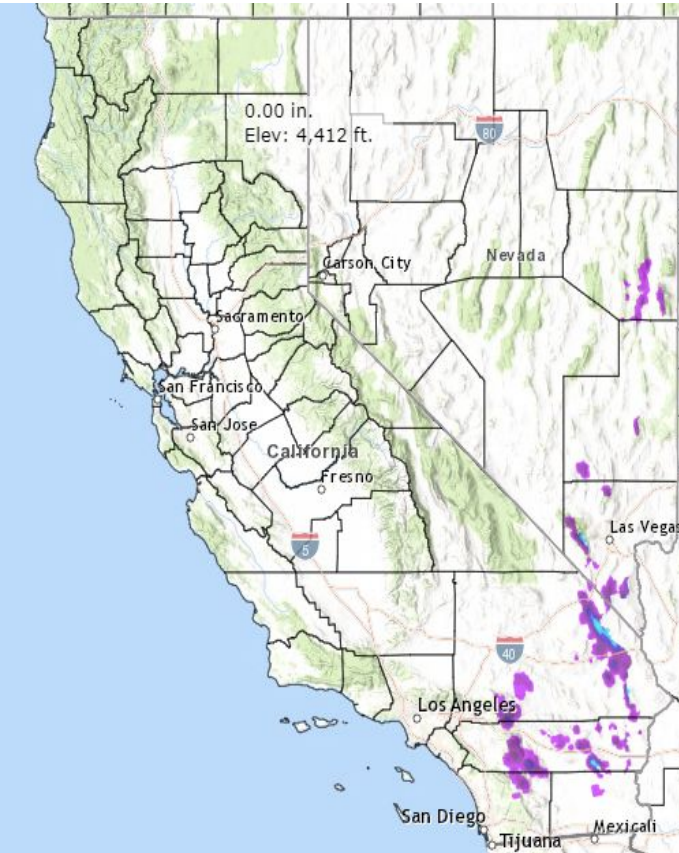 0.00 in.
Elev: 4,412 ft.
80
Nevada
Carson City
Sacramento
San Francisco
San Jose
California
Fresno
5
Las Vegas
40
Los Angeles
San Diego
Mexicali
Tijuana